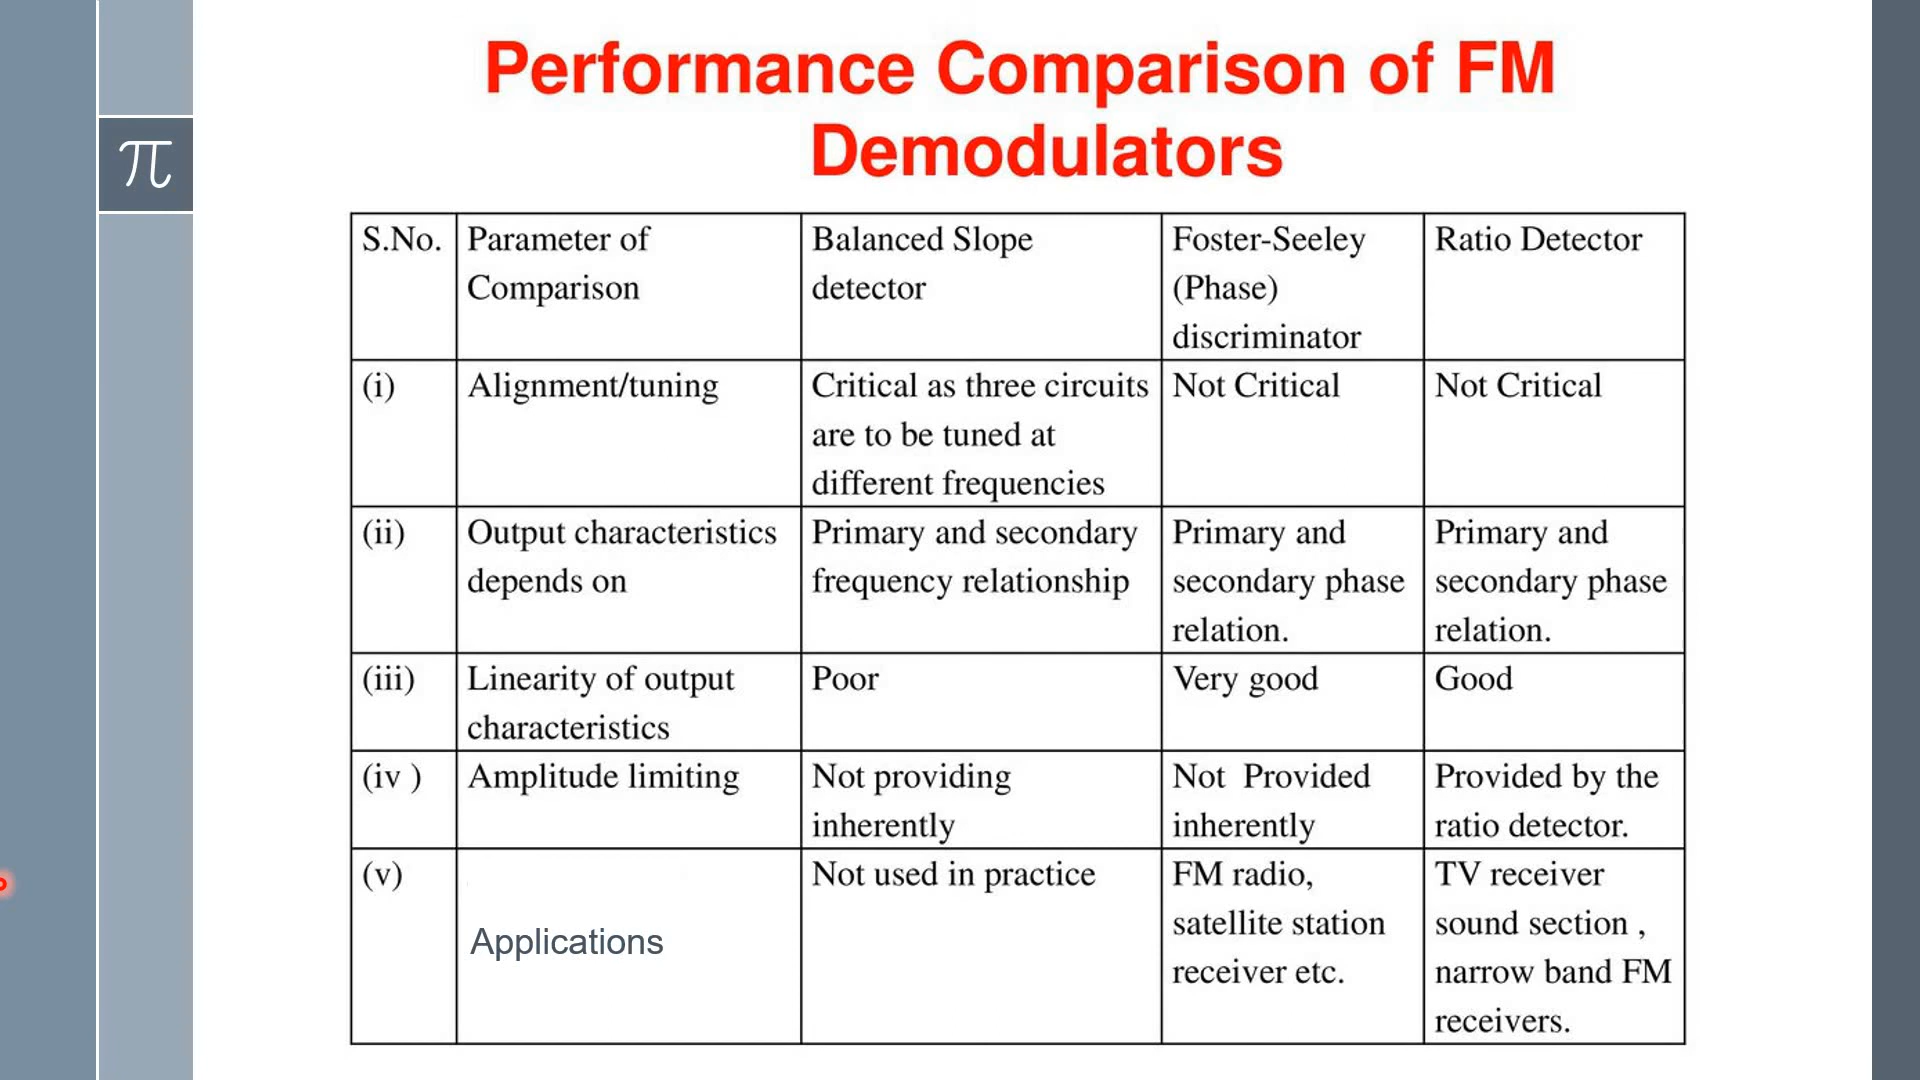 Performance Comparison of FM
Demodulators
π
S.No.
Parameter of
Comparison
Balanced Slope
detector
Foster-Seeley
(Phase)
discriminator
Ratio Detector
(i)
Alignment/tuning
Critical as three circuits
are to be tuned at
different frequencies
Not Critical
Not Critical
(ii)
Output characteristics
depends on
Primary and secondary
frequency relationship
Primary and
secondary phase
relation.
Primary and
secondary phase
relation.
(iii)
Linearity of output
characteristics
Poor
Very good
Good
(iv )
Amplitude limiting
Not providing
inherently
Not  Provided
inherently
Provided by the
ratio detector.
(v)
Applications
Not used in practice
FM radio,
satellite station
receiver etc.
TV receiver
sound section ,
narrow band FM
receivers.